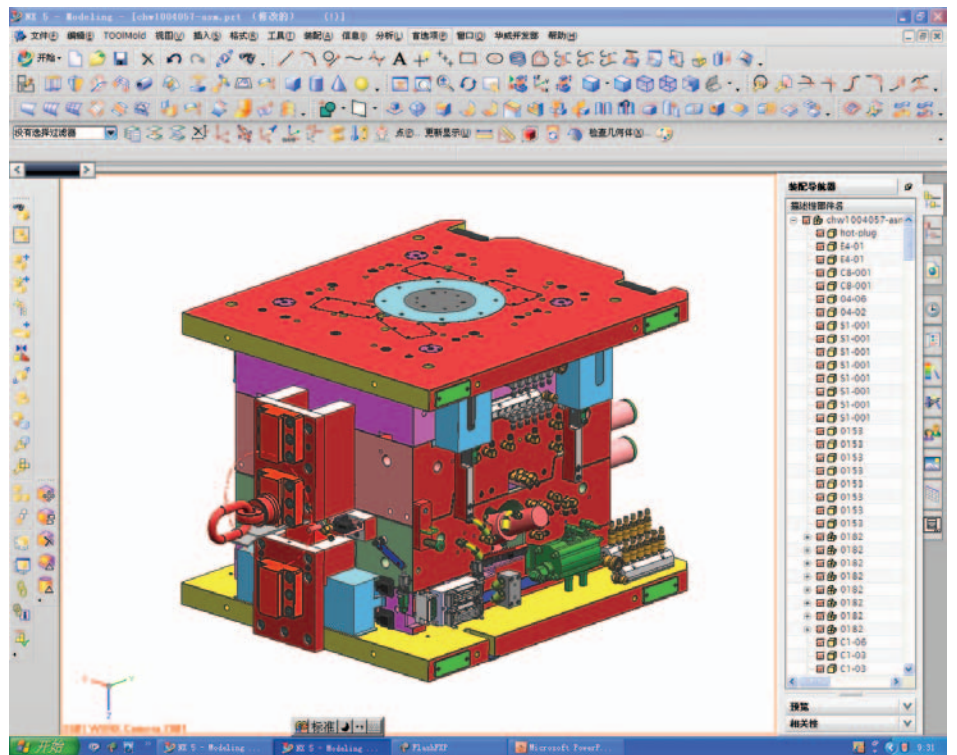 NX 5 - Modeling - [chw1004057-asm.prt （修改的） (!)]
文件(F) 编辑(E) TOOlMold 视图(V) 插入(S) 格式(R) 工具(T) 装配(A) 信息(I) 分析(L) 首选项(P) 窗口(O) 华威开发部 帮助(H)
开始
没有选择过滤器 点(P)... 更新显示(U) 检查几何体(X)...
装配导航器
描述性部件名
chw1004057-asm
hot-plug
E4-01
E4-01
C8-001
C8-001
04-06
04-02
S1-001
S1-001
S1-001
S1-001
S1-001
S1-001
S1-001
S1-001
0153
0153
0153
0153
0153
0153
0153
0153
0182
0182
0182
0182
0182
0182
0182
0182
C1-06
C1-03
C1-03
预览
相关性
Z
标准
开始 NX 5 - Modeling ... NX 5 - Modeling ... FlashFXP Microsoft PowerP... 9:31